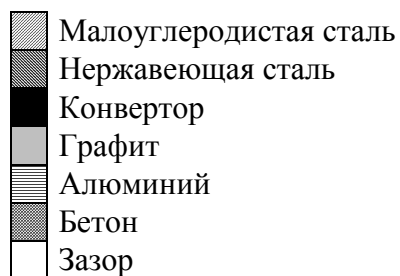 Малоуглеродистая сталь
Нержавеющая сталь
Конвертор
Графит
Алюминий
Бетон
Зазор